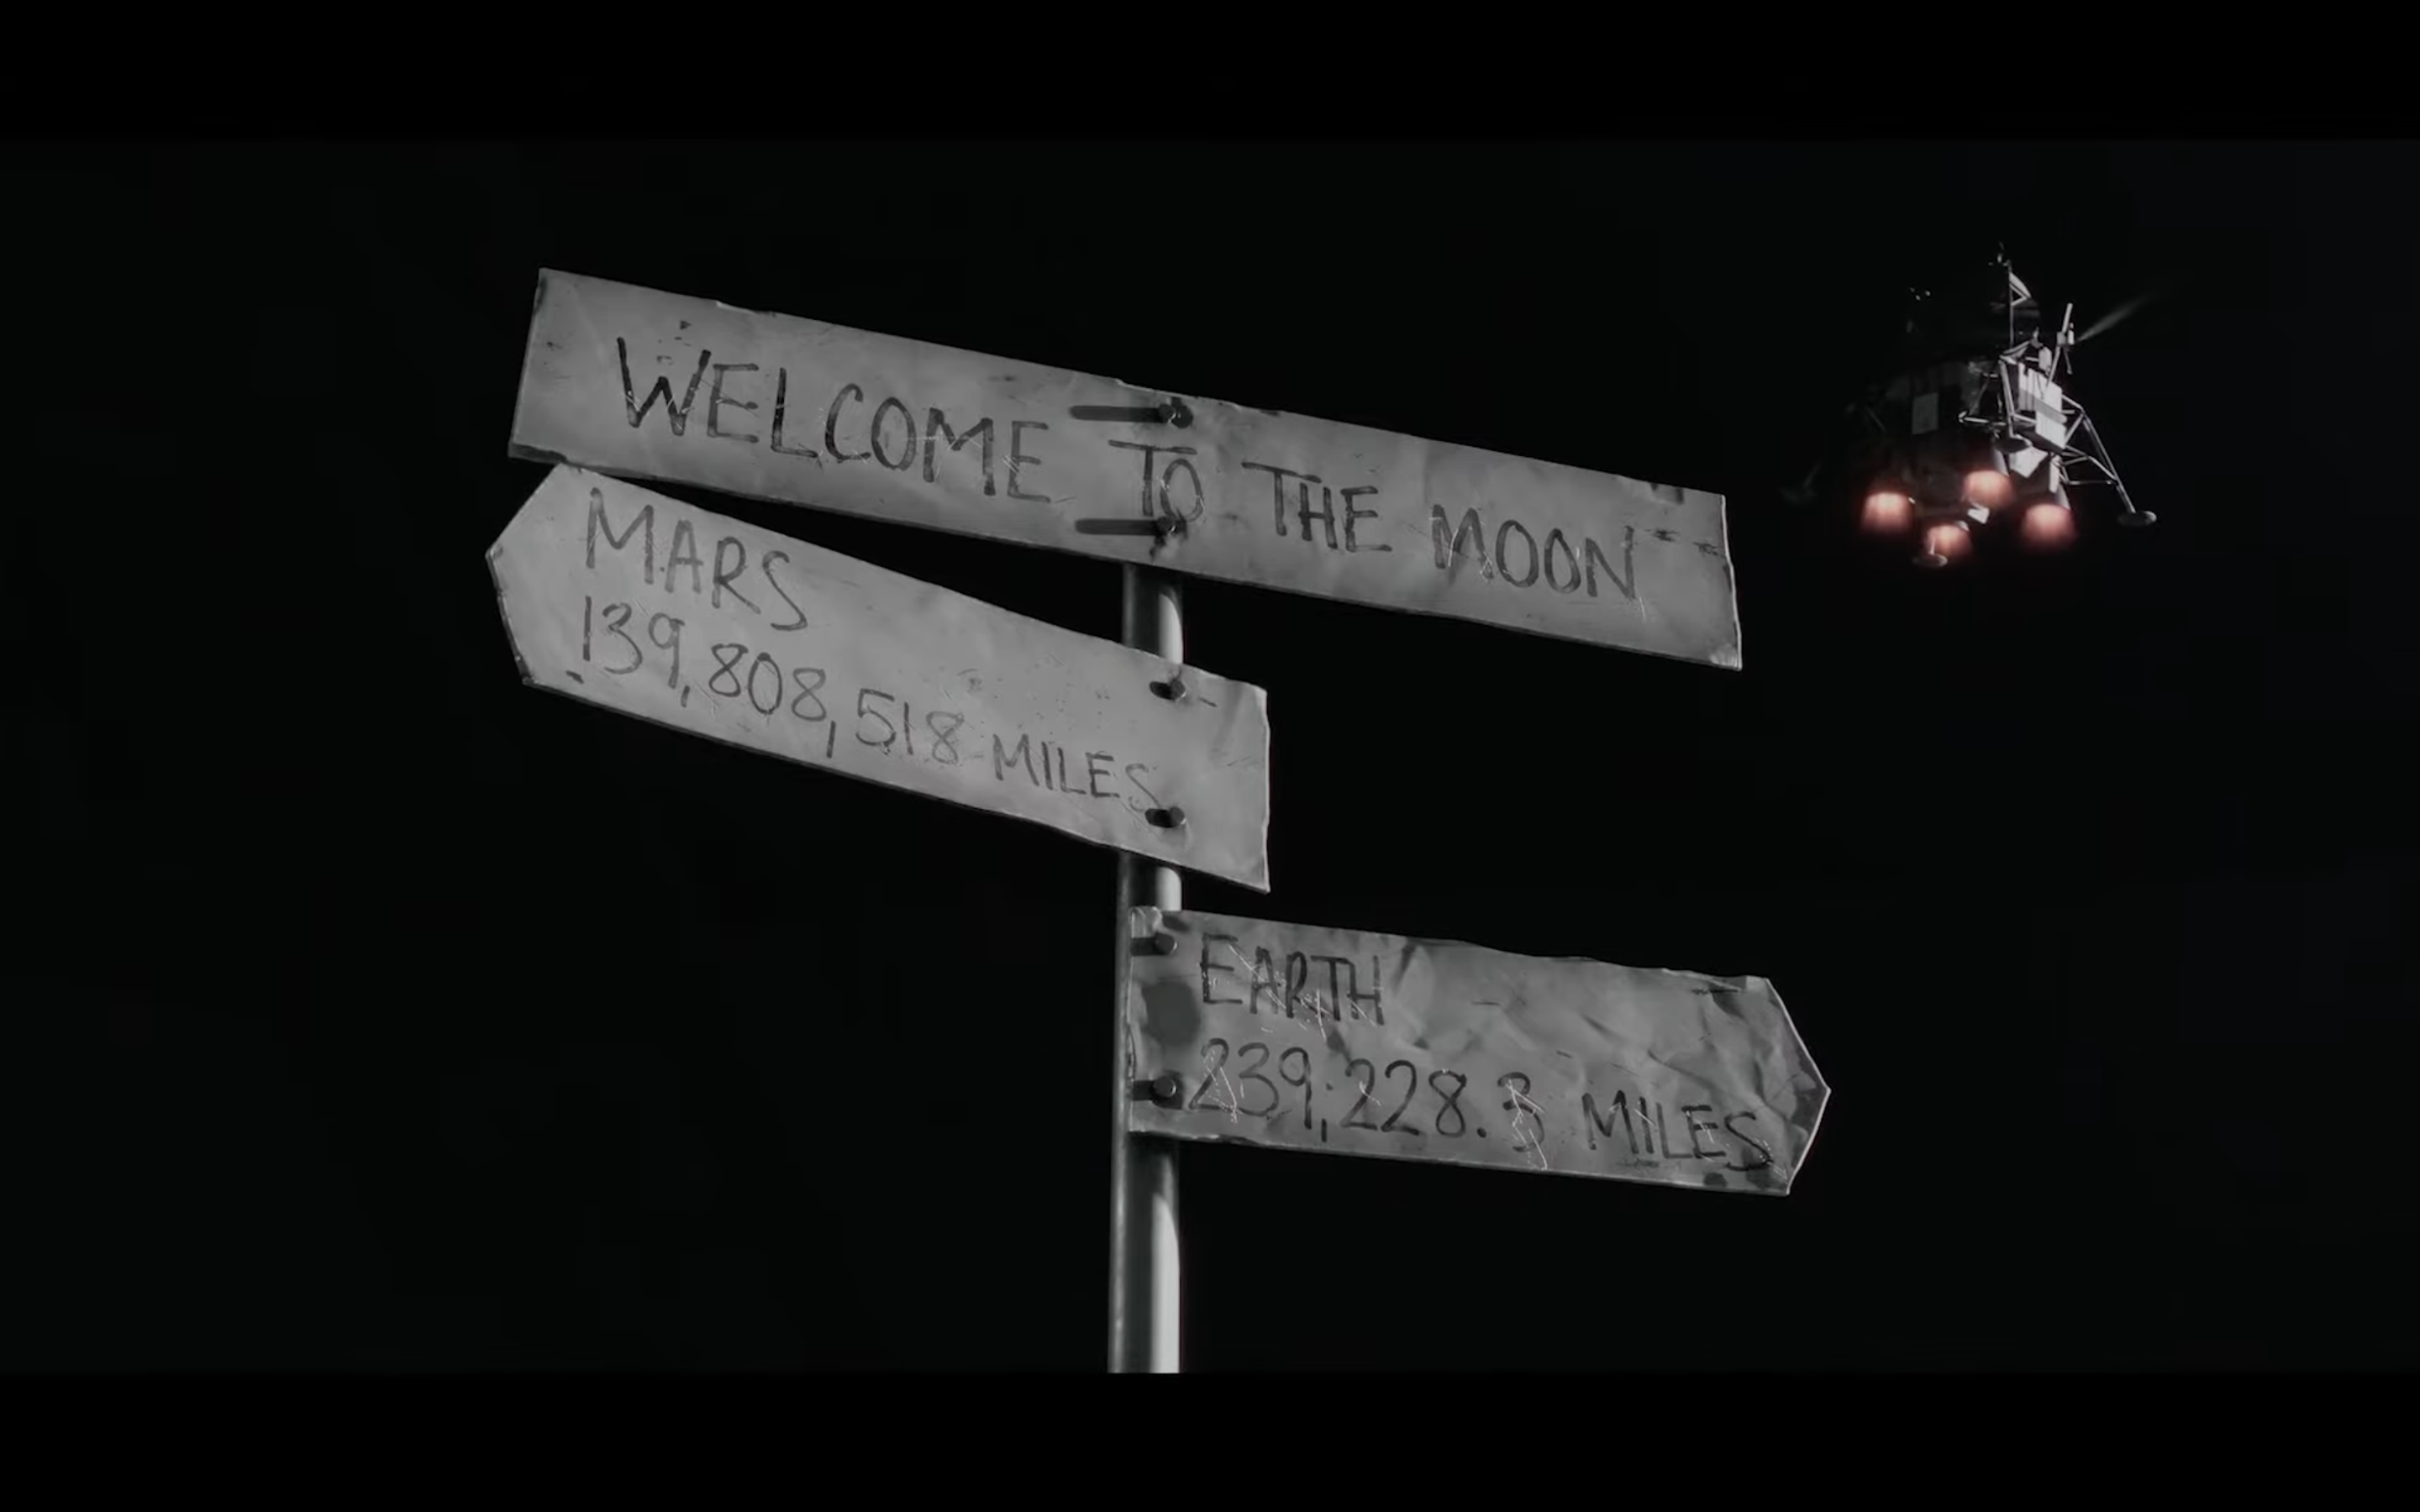 WELCOME TO THE MOON
MARS
139,808,518 MILES
EARTH
239,228.3 MILES